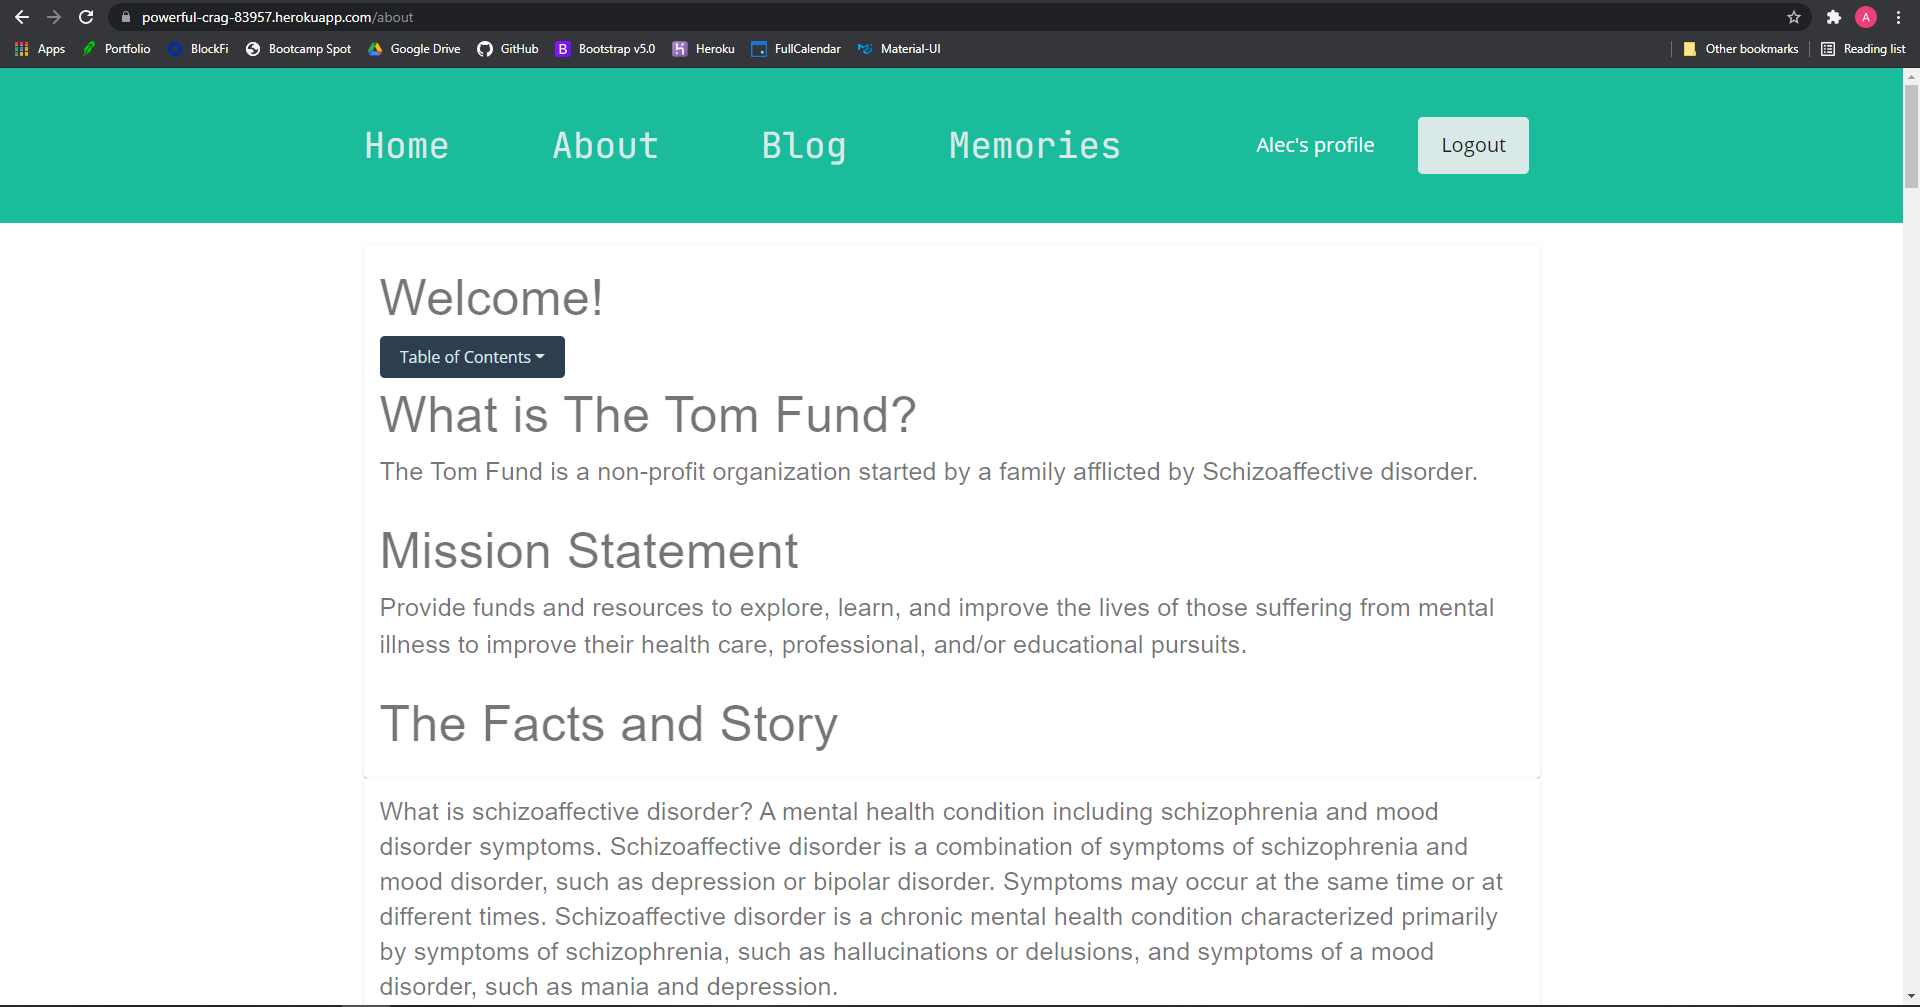 powerful-crag-83957.herokuapp.com/about
A
Apps Portfolio BlockFi Bootcamp Spot Google Drive GitHub B Bootstrap v5.0 H Heroku FullCalendar Material-UI Other bookmarks Reading list
Home About Blog Memories Alec's profile Logout
Welcome!
Table of Contents
What is The Tom Fund?
The Tom Fund is a non-profit organization started by a family afflicted by Schizoaffective disorder.
Mission Statement
Provide funds and resources to explore, learn, and improve the lives of those suffering from mental
illness to improve their health care, professional, and/or educational pursuits.
The Facts and Story
What is schizoaffective disorder? A mental health condition including schizophrenia and mood
disorder symptoms. Schizoaffective disorder is a combination of symptoms of schizophrenia and
mood disorder, such as depression or bipolar disorder. Symptoms may occur at the same time or at
different times. Schizoaffective disorder is a chronic mental health condition characterized primarily
by symptoms of schizophrenia, such as hallucinations or delusions, and symptoms of a mood
disorder, such as mania and depression.